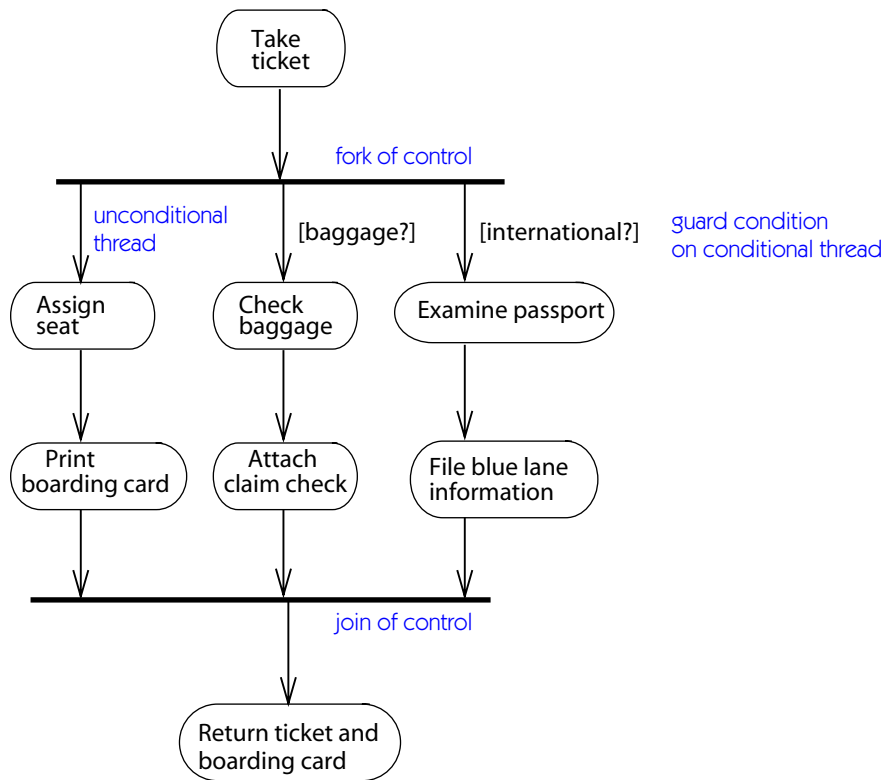 Take
ticket
fork of control
unconditional
thread
[baggage?]
[international?]
guard condition
on conditional thread
Assign
seat
Check
baggage
Examine passport
Print
boarding card
Attach
claim check
File blue lane
information
join of control
Return ticket and
boarding card